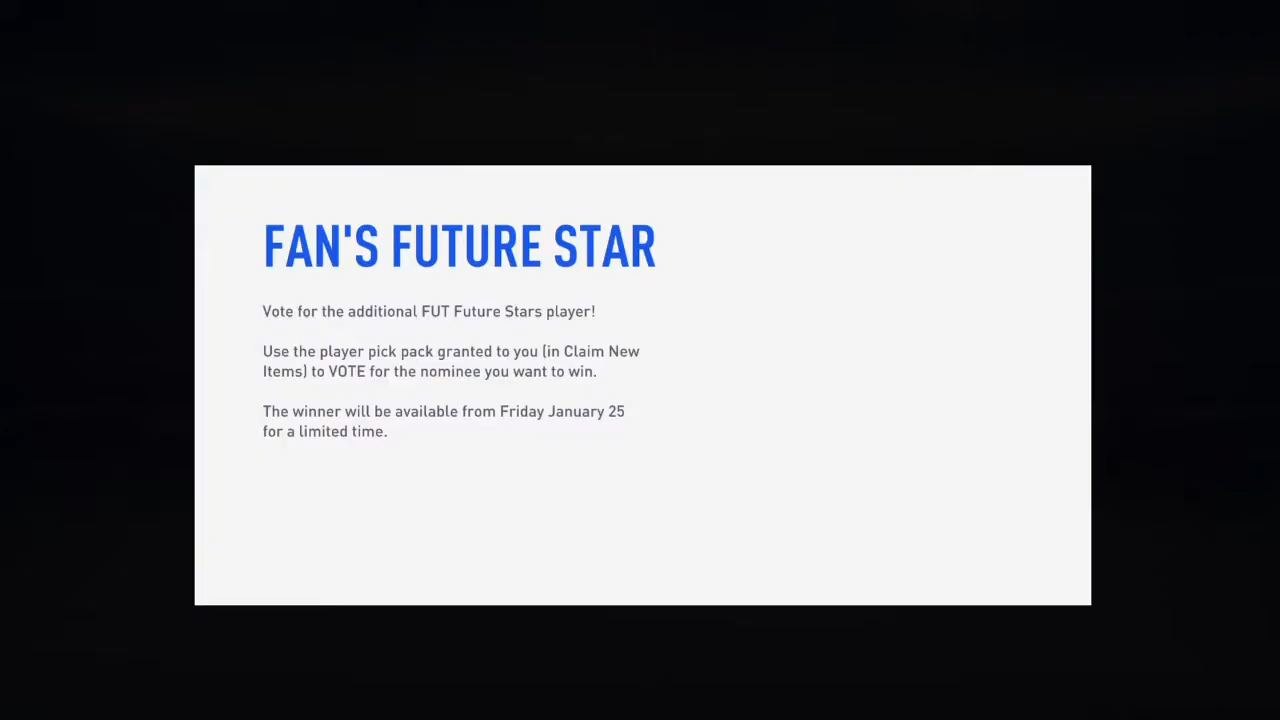 FAN'S FUTURE STAR
Vote for the additional FUT Future Stars player!
Use the player pick pack granted to you (in Claim New
Items) to VOTE for the nominee you want to win.
The winner will be available from Friday January 25
for a limited time.